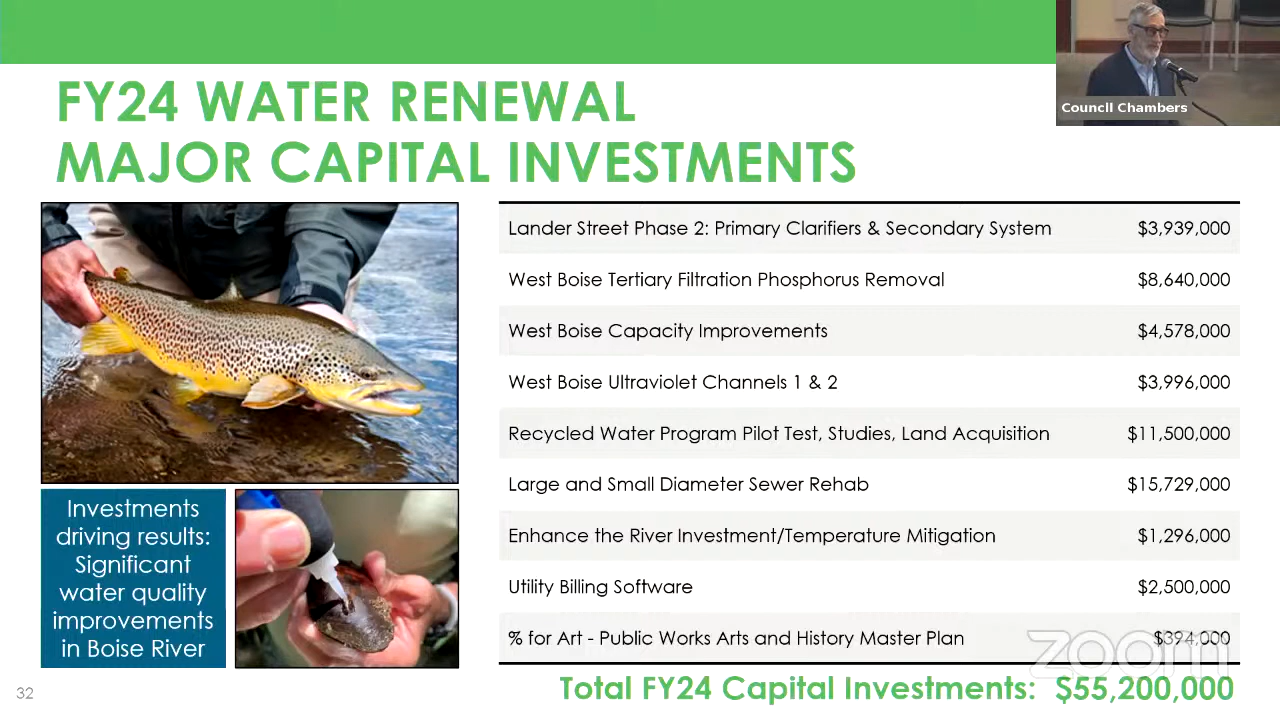 Council Chambers
FY24 WATER RENEWAL
MAJOR CAPITAL INVESTMENTS
Lander Street Phase 2: Primary Clarifiers & Secondary System $3,939,000
West Boise Tertiary Filtration Phosphorus Removal $8,640,000
West Boise Capacity Improvements $4,578,000
West Boise Ultraviolet Channels 1 & 2 $3,996,000
Recycled Water Program Pilot Test, Studies, Land Acquisition $11,500,000
Large and Small Diameter Sewer Rehab $15,729,000
Enhance the River Investment/Temperature Mitigation $1,296,000
Utility Billing Software $2,500,000
% for Art - Public Works Arts and History Master Plan $394,000
Investments
driving results:
Significant
water quality
improvements
in Boise River
zoom
Total FY24 Capital Investments: $55,200,000
32